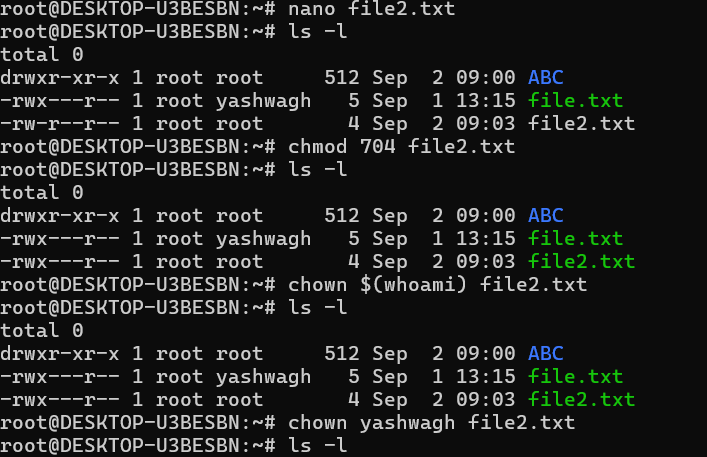 root@DESKTOP-U3BESBN:~# nano file2.txt
root@DESKTOP-U3BESBN:~# ls -l
total 0
drwxr-xr-x 1 root root     512 Sep  2 09:00 ABC
-rwx---r-- 1 root yashwagh   5 Sep  1 13:15 file.txt
-rw-r--r-- 1 root root       4 Sep  2 09:03 file2.txt
root@DESKTOP-U3BESBN:~# chmod 704 file2.txt
root@DESKTOP-U3BESBN:~# ls -l
total 0
drwxr-xr-x 1 root root     512 Sep  2 09:00 ABC
-rwx---r-- 1 root yashwagh   5 Sep  1 13:15 file.txt
-rwx---r-- 1 root root       4 Sep  2 09:03 file2.txt
root@DESKTOP-U3BESBN:~# chown $(whoami) file2.txt
root@DESKTOP-U3BESBN:~# ls -l
total 0
drwxr-xr-x 1 root root     512 Sep  2 09:00 ABC
-rwx---r-- 1 root yashwagh   5 Sep  1 13:15 file.txt
-rwx---r-- 1 root root       4 Sep  2 09:03 file2.txt
root@DESKTOP-U3BESBN:~# chown yashwagh file2.txt
root@DESKTOP-U3BESBN:~# ls -l